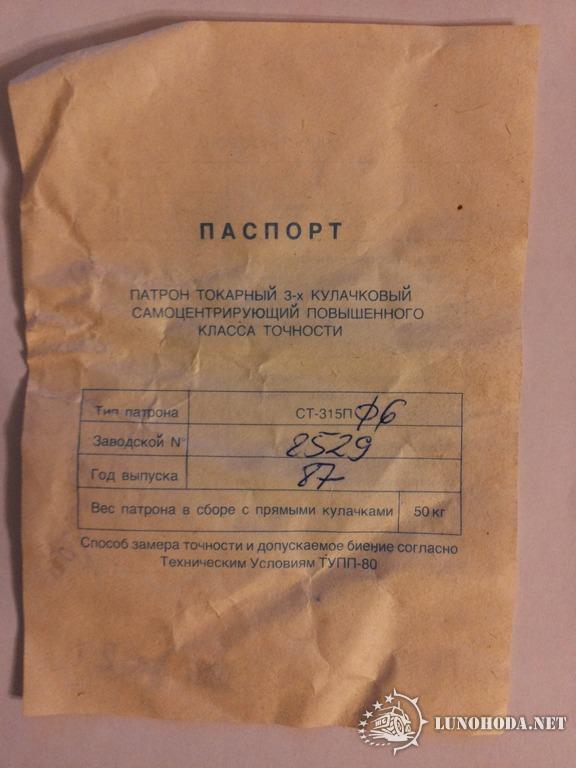 ПАСПОРТ
ПАТРОН ТОКАРНЫЙ 3-х КУЛАЧКОВЫЙ
САМОЦЕНТРИРУЮЩИЙ ПОВЫШЕННОГО
КЛАССА ТОЧНОСТИ
Тип патрона СТ-315П Ф6
Заводской N° 2529
Год выпуска 87
Вес патрона в сборе с прямыми кулачками 50 кг
Способ замера точности и допускаемое биение согласно
Техническим Условиям ТУПП-80
LUNOHODA.NET